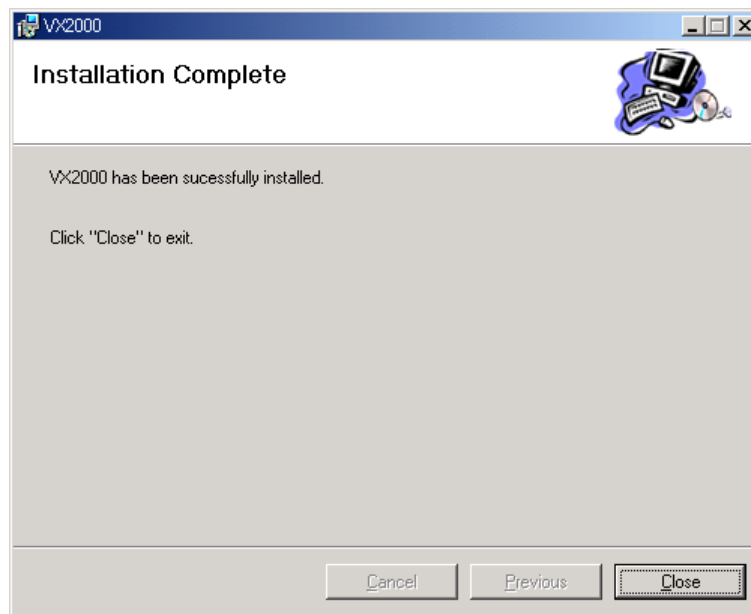 VX2000
Installation Complete
VX2000 has been sucessfully installed.
Click "Close" to exit.
Cancel
Previous
Close